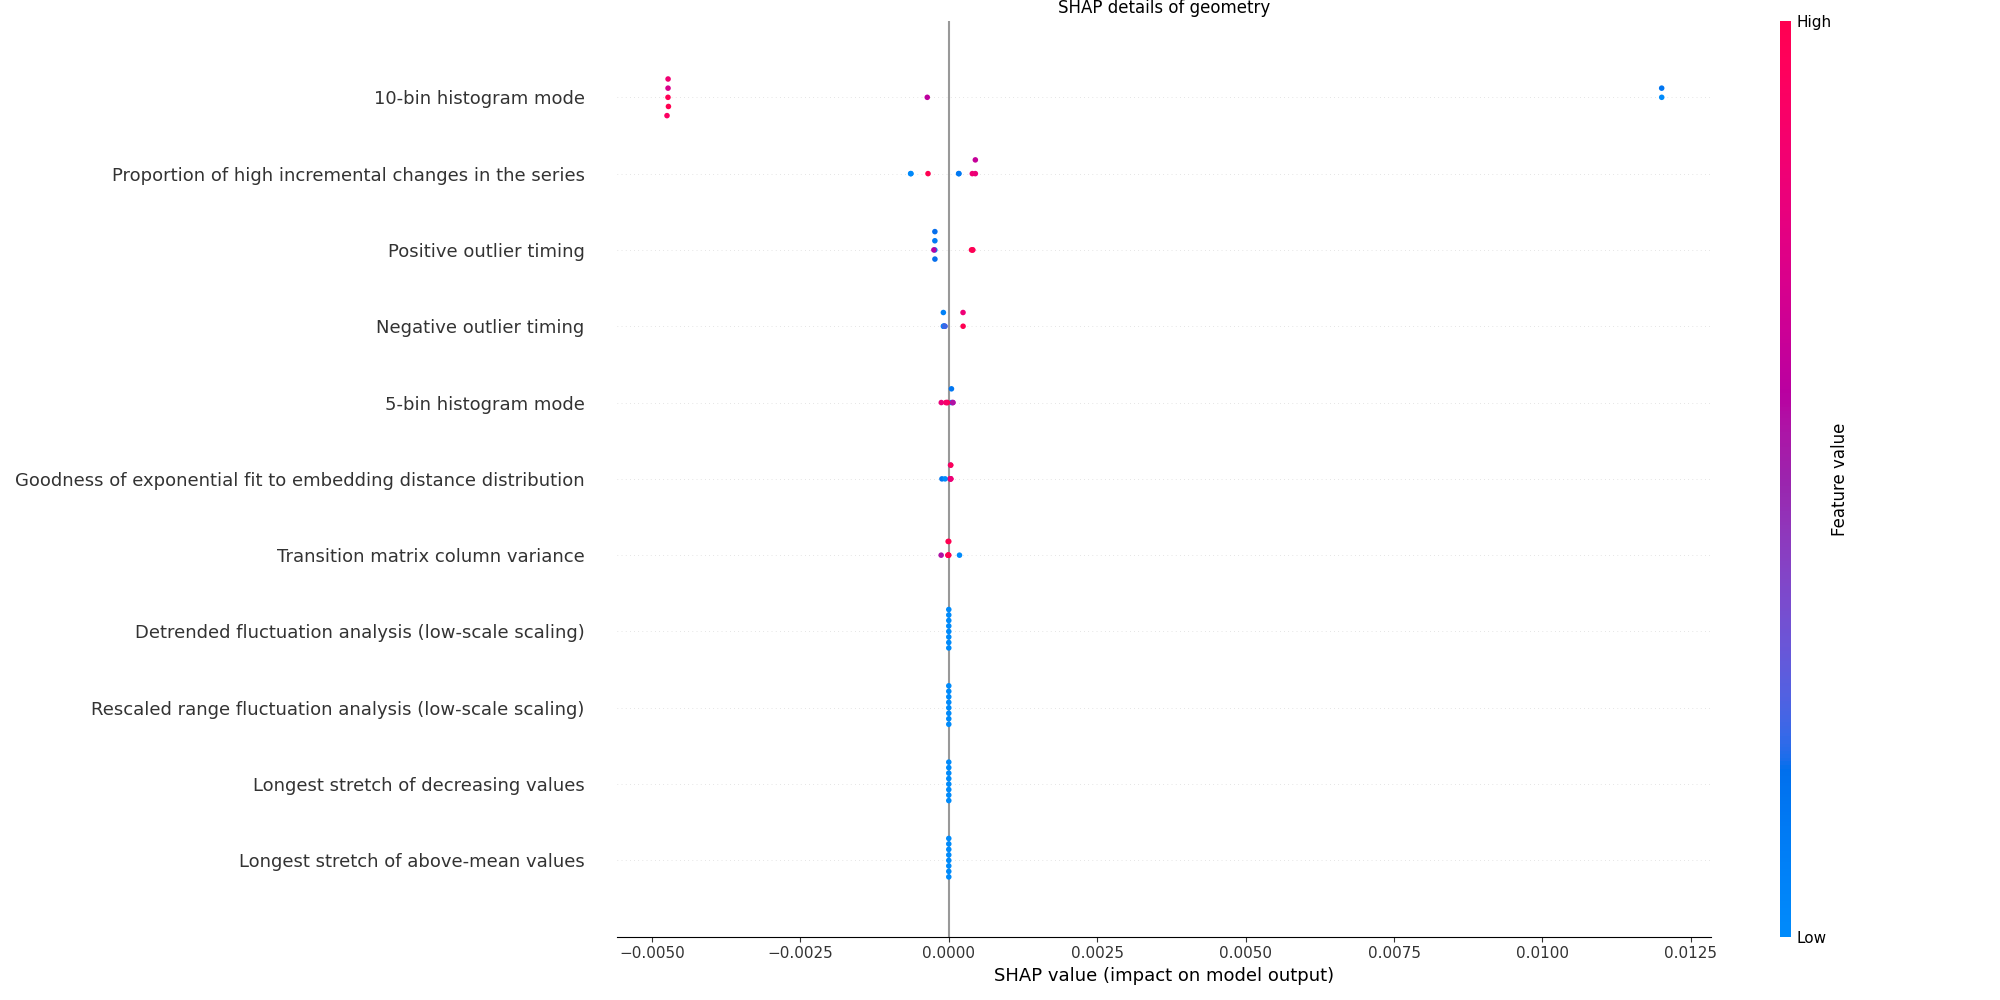 SHAP details of geometry
High
10-bin histogram mode
Proportion of high incremental changes in the series
Positive outlier timing
Negative outlier timing
5-bin histogram mode
Goodness of exponential fit to embedding distance distribution
Transition matrix column variance
Detrended fluctuation analysis (low-scale scaling)
Rescaled range fluctuation analysis (low-scale scaling)
Longest stretch of decreasing values
Longest stretch of above-mean values
Feature value
Low
−0.0050 −0.0025 0.0000 0.0025 0.0050 0.0075 0.0100 0.0125
SHAP value (impact on model output)